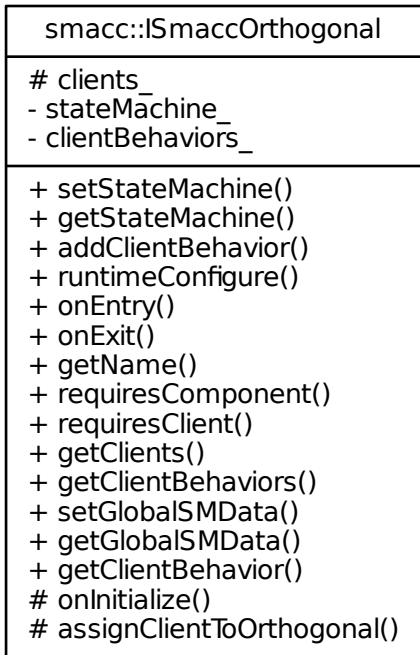 smacc::ISmaccOrthogonal
# clients_
- stateMachine_
- clientBehaviors_
+ setStateMachine()
+ getStateMachine()
+ addClientBehavior()
+ runtimeConfigure()
+ onEntry()
+ onExit()
+ getName()
+ requiresComponent()
+ requiresClient()
+ getClients()
+ getClientBehaviors()
+ setGlobalSMData()
+ getGlobalSMData()
+ getClientBehavior()
# onInitialize()
# assignClientToOrthogonal()